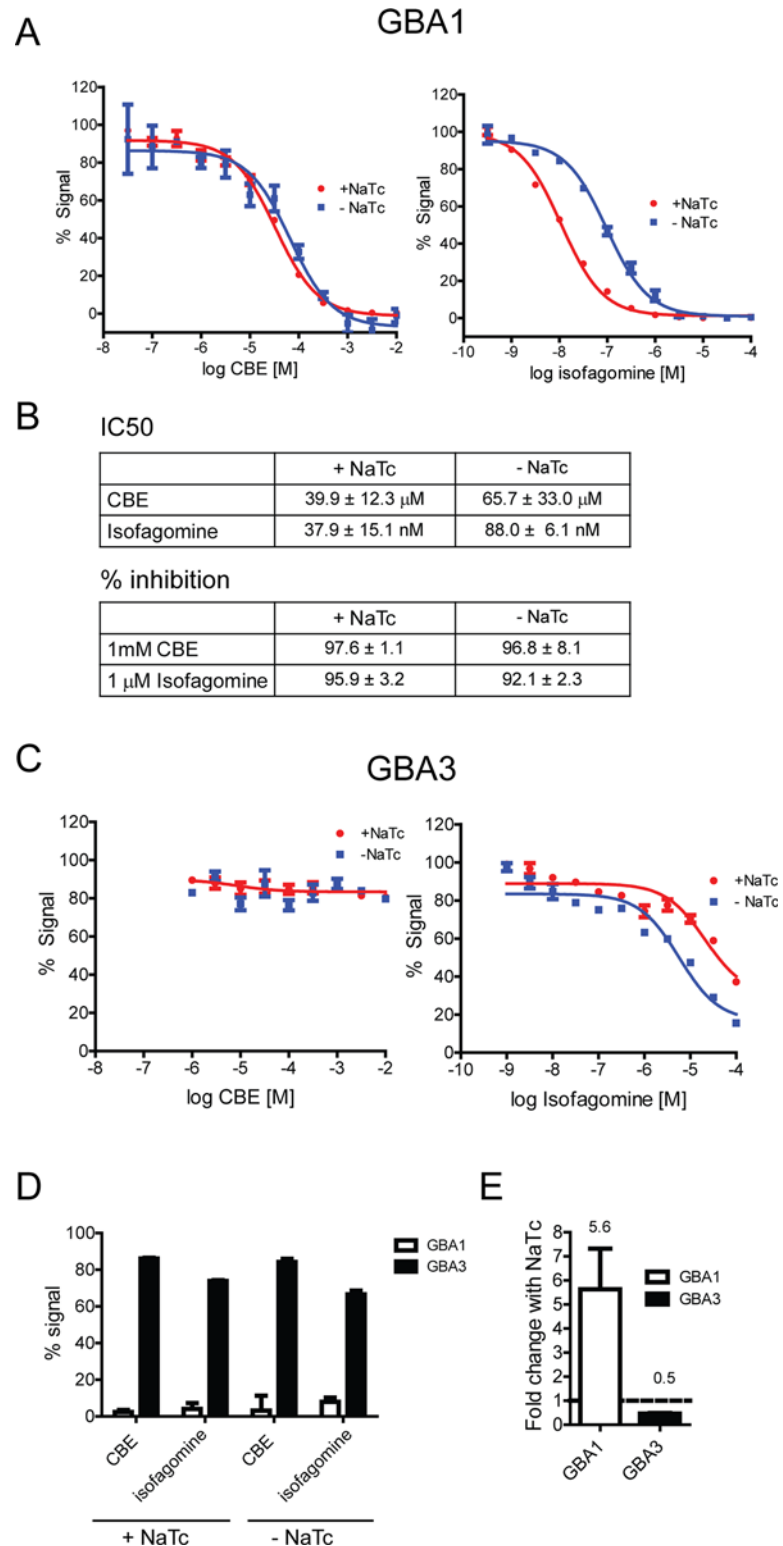 A
GBA1
120
100
80
60
40
20
0
% Signal
-8 -7 -6 -5 -4 -3 -2
log CBE [M]
+NaTc
- NaTc
120
100
80
60
40
20
0
% Signal
-10 -9 -8 -7 -6 -5 -4
log isofagomine [M]
+NaTc
- NaTc
B
IC50
+ NaTc - NaTc
CBE 39.9 ± 12.3 μM 65.7 ± 33.0 μM
Isofagomine 37.9 ± 15.1 nM 88.0 ± 6.1 nM
% inhibition
+ NaTc - NaTc
1mM CBE 97.6 ± 1.1 96.8 ± 8.1
1 μM Isofagomine 95.9 ± 3.2 92.1 ± 2.3
C
GBA3
120
100
80
60
40
20
0
% Signal
-8 -7 -6 -5 -4 -3 -2
log CBE [M]
+NaTc
-NaTc
120
100
80
60
40
20
0
% Signal
-10 -9 -8 -7 -6 -5 -4
log Isofagomine [M]
+NaTc
- NaTc
D
100
80
60
40
20
0
% signal
GBA1
GBA3
CBE isofagomine CBE isofagomine
+ NaTc - NaTc
E
8
7
6
5
4
3
2
1
0
Fold change with NaTc
5.6
0.5
GBA1
GBA3
GBA1 GBA3